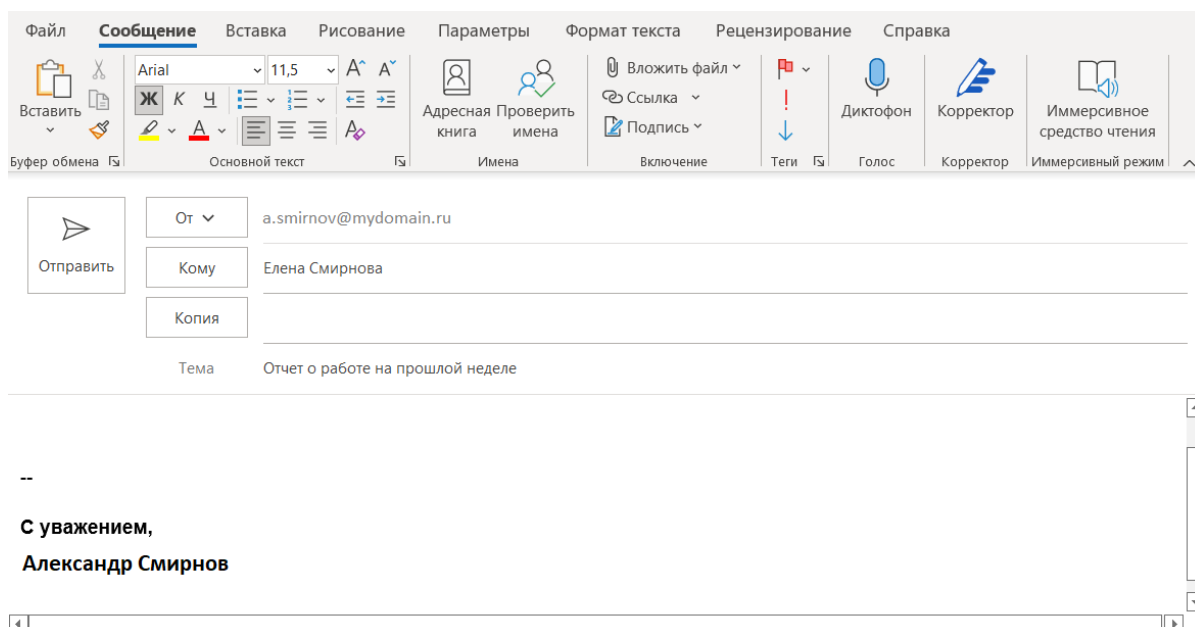 Файл Сообщение Вставка Рисование Параметры Формат текста Рецензирование Справка
Вставить
Arial 11,5
Ж К Ч
Адресная книга
Проверить имена
Вложить файл
Ссылка
Подпись
Диктофон
Корректор
Иммерсивное средство чтения
Буфер обмена Основной текст Имена Включение Теги Голос Корректор Иммерсивный режим
Отправить
От a.smirnov@mydomain.ru
Кому Елена Смирнова
Копия
Тема Отчет о работе на прошлой неделе
--
С уважением,
Александр Смирнов